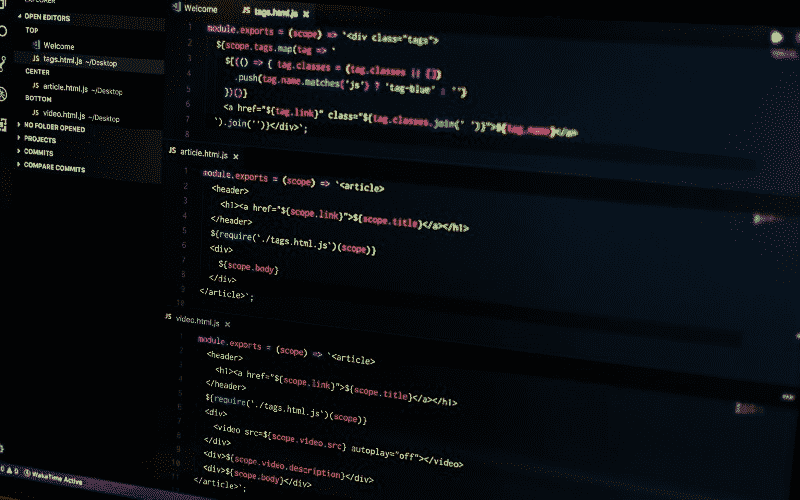 EXPLORER
OPEN EDITORS
TOP
Welcome
JS tags.html.js ~/Desktop
CENTER
JS article.html.js ~/Desktop
BOTTOM
JS video.html.js ~/Desktop
NO FOLDER OPENED
PROJECTS
COMMITS
COMPARE COMMITS
0 0 WakaTime Active
Welcome JS tags.html.js ×
1 module.exports = (scope) => `<div class="tags">
2 ${scope.tags.map(tag => `
3 ${(() => { tag.classes = (tag.classes || [])
4 .push(tag.name.matches('js') ? 'tag-blue' : '')
5 })()}
6 <a href="${tag.link}" class="${tag.classes.join(' ')}">${tag.name}</a>
7 `).join('')}</div>`;
8
JS article.html.js ×
1 module.exports = (scope) => `<article>
2 <header>
3 <h1><a href="${scope.link}">${scope.title}</a></h1>
4 </header>
5 ${require('./tags.html.js')(scope)}
6 <div>
7 ${scope.body}
8 </div>
9 </article>`;
10
JS video.html.js ×
1 module.exports = (scope) => `<article>
<header>
<h1><a href="${scope.link}">${scope.title}</a></h1>
4 </header>
5 ${require('./tags.html.js')(scope)}
6 <div>
7 <video src=${scope.video.src} autoplay="off"></video>
8 </div>
9 <div>${scope.video.description}</div>
10 <div>${scope.body}</div>
</article>`;